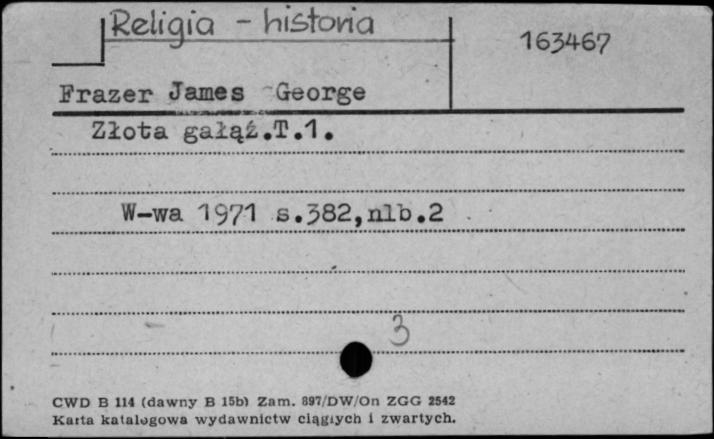 Religia - historia
163467
Frazer James George
Złota gałąź.T.1.
W-wa 1971 s.382,nlb.2
3
CWD B 114 (dawny B 15b) Zam. 897/DW/On ZGG 2542
Karta katalogowa wydawnictw ciągłych i zwartych.